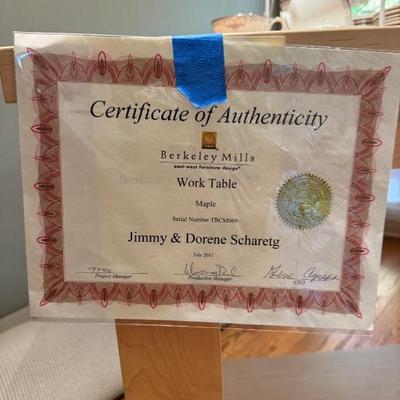 Certificate of Authenticity
Berkeley Mills
east-west furniture design
Work Table
Maple
Serial Number TBCM069
Jimmy & Dorene Scharetg
July 2011
Project Manager
Production Manager
CEO